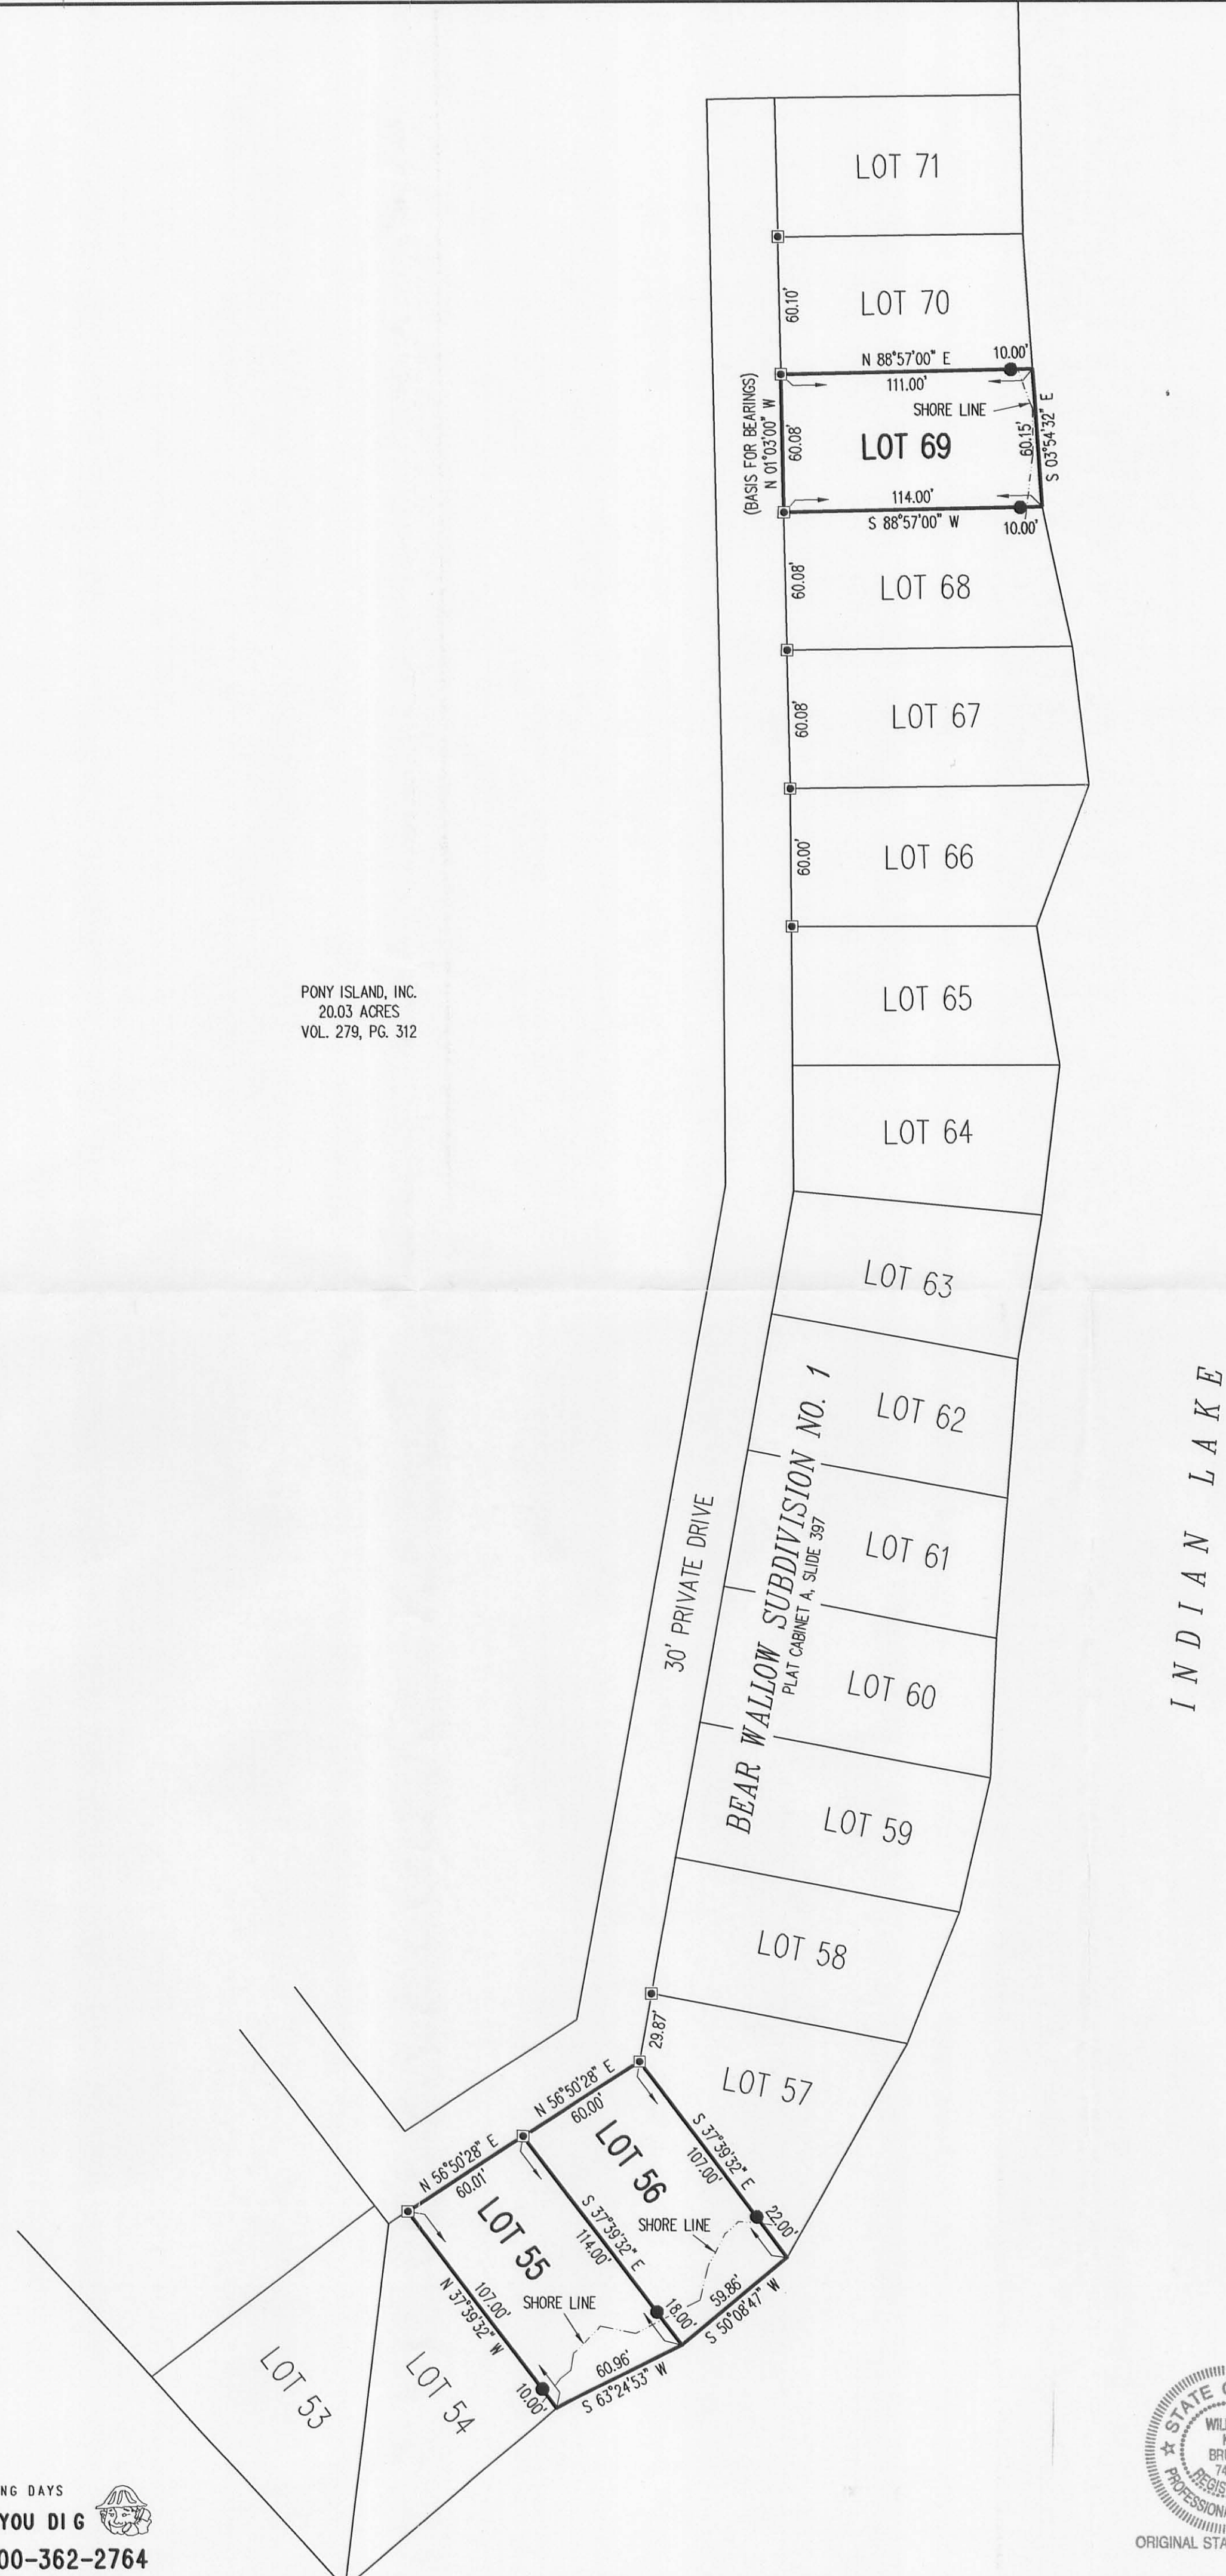 LOT 71
60.10'
LOT 70
N 88°57'00" E
10.00'
111.00'
SHORE LINE
(BASIS FOR BEARINGS)
N 01°03'00" W
60.08'
LOT 69
60.15'
S 03°54'32" E
114.00'
S 88°57'00" W
10.00'
60.08'
LOT 68
60.08'
LOT 67
60.00'
LOT 66
PONY ISLAND, INC.
20.03 ACRES
VOL. 279, PG. 312
LOT 65
LOT 64
LOT 63
LOT 62
LOT 61
LOT 60
LOT 59
BEAR WALLOW SUBDIVISION NO. 1
PLAT CABINET A, SLIDE 397
30' PRIVATE DRIVE
INDIAN LAKE
LOT 58
29.87'
LOT 57
N 56°50'28" E
60.00'
LOT 56
S 37°39'32" E
107.00'
22.00'
SHORE LINE
N 56°50'28" E
60.01'
LOT 55
S 37°39'32" E
114.00'
18.00'
59.86'
S 50°08'47" W
SHORE LINE
107.00'
N 37°39'32" W
10.00'
60.96'
S 63°24'53" W
LOT 53
LOT 54
NG DAYS
YOU DIG
00-362-2764
STATE
PROFESSION
ORIGINAL STA